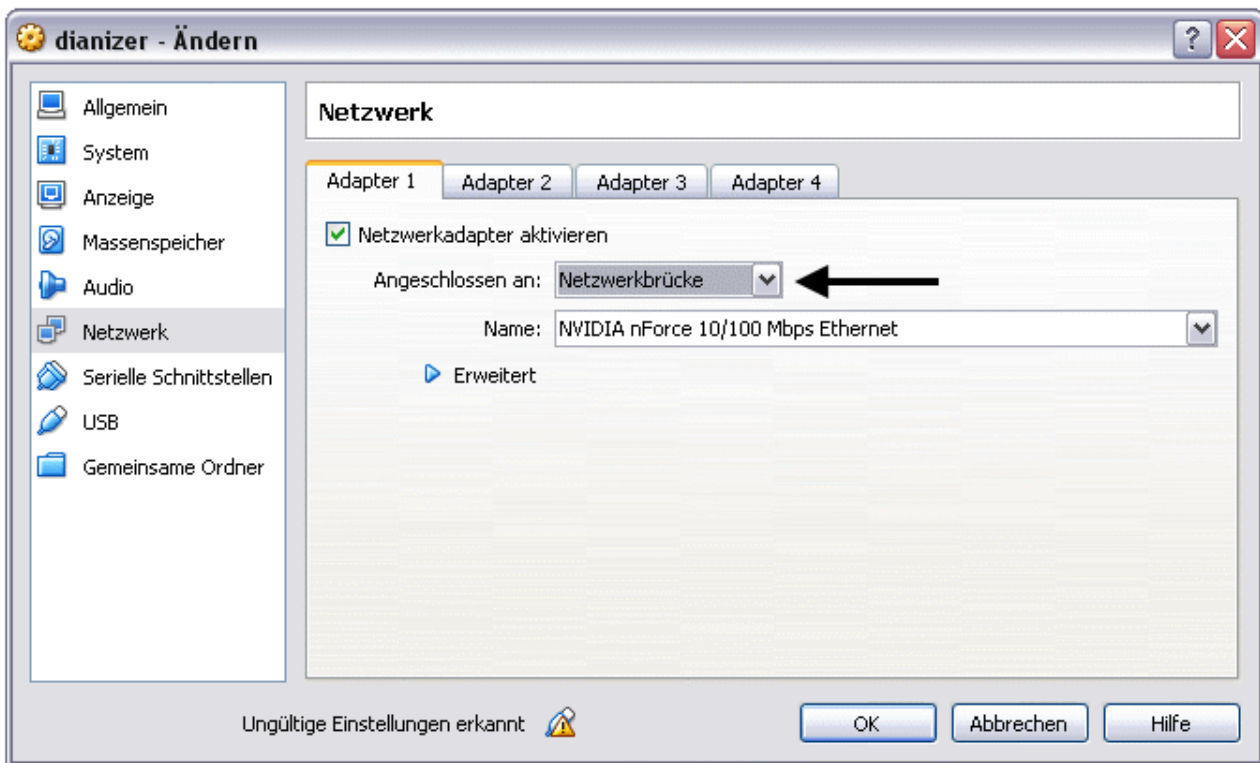 dianizer - Ändern
Allgemein
System
Anzeige
Massenspeicher
Audio
Netzwerk
Serielle Schnittstellen
USB
Gemeinsame Ordner
Netzwerk
Adapter 1 Adapter 2 Adapter 3 Adapter 4
Netzwerkadapter aktivieren
Angeschlossen an: Netzwerkbrücke
Name: NVIDIA nForce 10/100 Mbps Ethernet
Erweitert
Ungültige Einstellungen erkannt
OK Abbrechen Hilfe